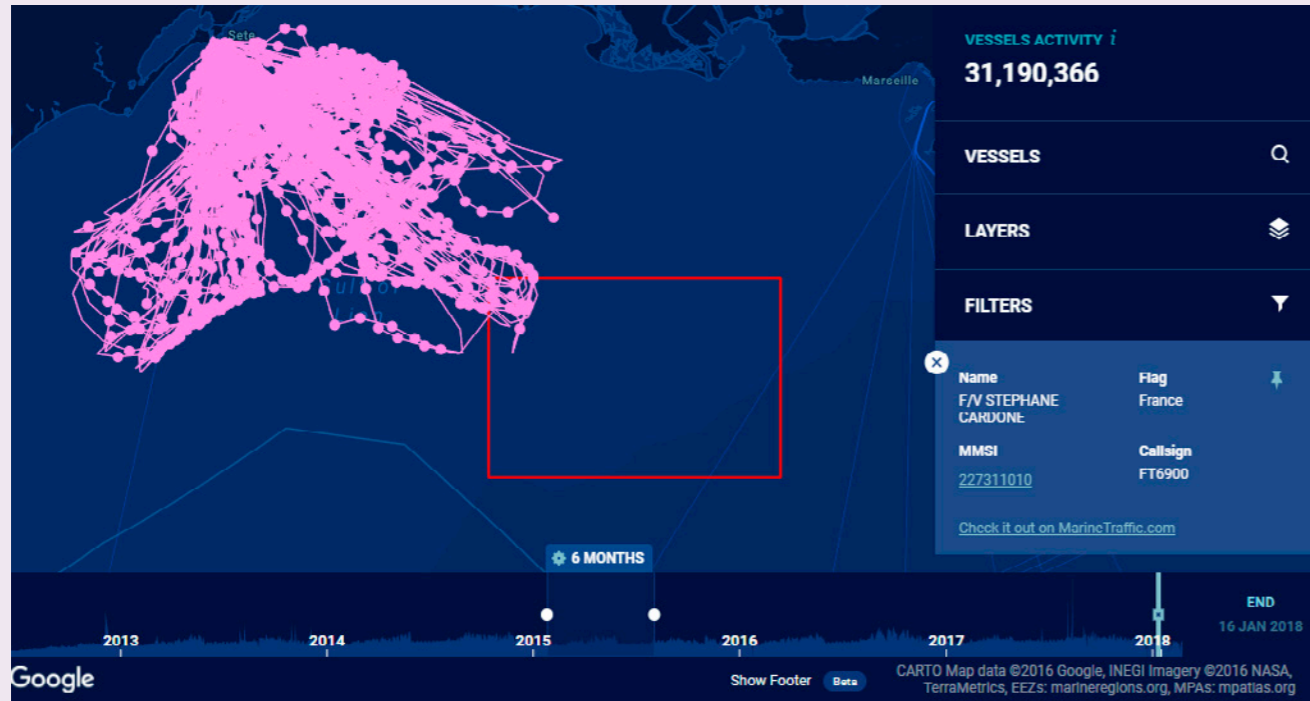 Sete
Marseille
Gulf of
Lion
VESSELS ACTIVITY i
31,190,366
VESSELS
LAYERS
FILTERS
Name
F/V STEPHANE
CARDONE
Flag
France
MMSI
227311010
Callsign
FT6900
Check it out on MarineTraffic.com
6 MONTHS
2013 2014 2015 2016 2017 2018
END
16 JAN 2018
Google
Show Footer Beta
CARTO Map data ©2016 Google, INEGI Imagery ©2016 NASA,
TerraMetrics, EEZs: marineregions.org, MPAs: mpatlas.org